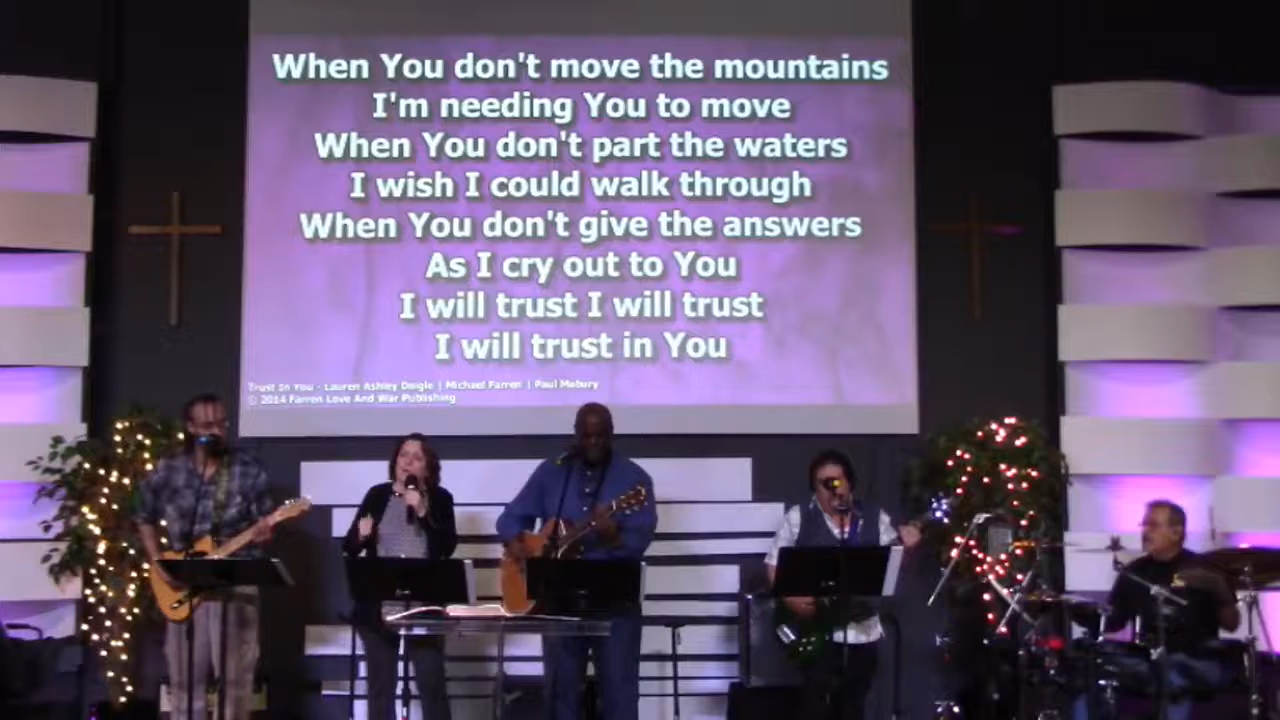 When You don't move the mountains
I'm needing You to move
When You don't part the waters
I wish I could walk through
When You don't give the answers
As I cry out to You
I will trust I will trust
I will trust in You
Trust In You - Lauren Ashley Daigle | Michael Farren | Paul Mabury
© 2014 Farren Love And War Publishing